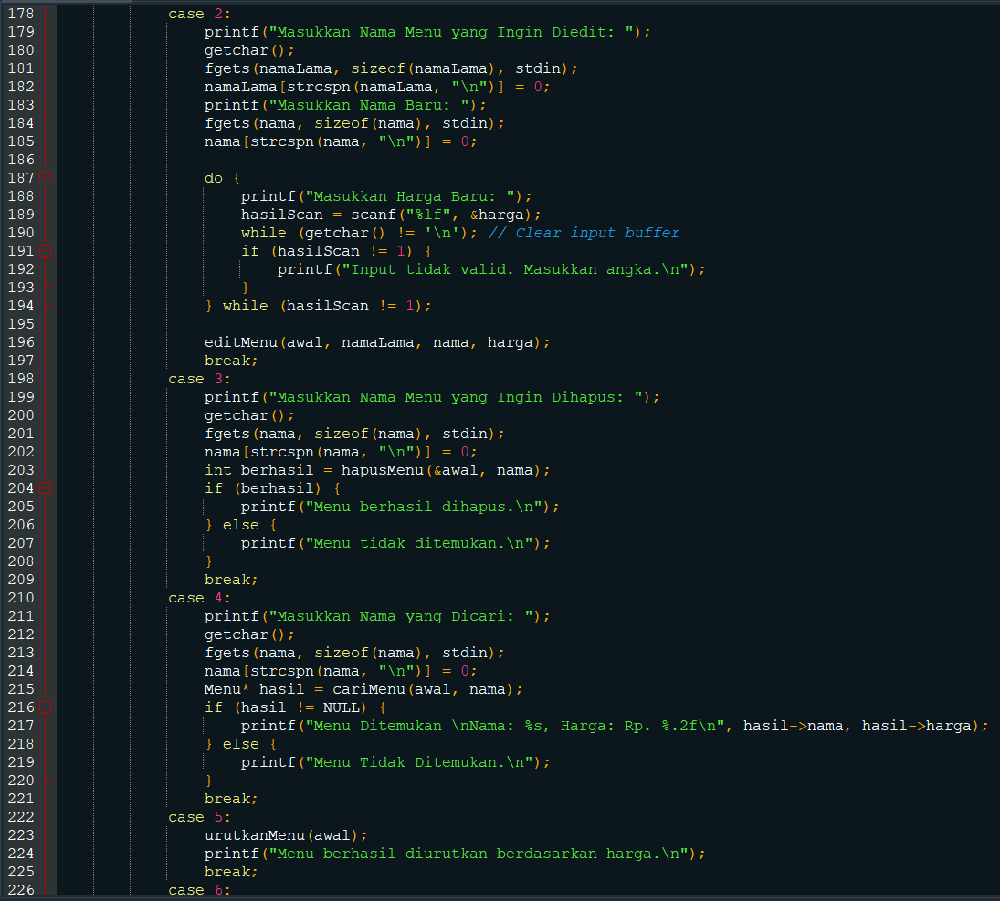 178 case 2:
179 printf("Masukkan Nama Menu yang Ingin Diedit: ");
180 getchar();
181 fgets(namaLama, sizeof(namaLama), stdin);
182 namaLama[strcspn(namaLama, "\n")] = 0;
183 printf("Masukkan Nama Baru: ");
184 fgets(nama, sizeof(nama), stdin);
185 nama[strcspn(nama, "\n")] = 0;
186
187 do {
188 printf("Masukkan Harga Baru: ");
189 hasilScan = scanf("%lf", &harga);
190 while (getchar() != '\n'); // Clear input buffer
191 if (hasilScan != 1) {
192 printf("Input tidak valid. Masukkan angka.\n");
193 }
194 } while (hasilScan != 1);
195
196 editMenu(awal, namaLama, nama, harga);
197 break;
198 case 3:
199 printf("Masukkan Nama Menu yang Ingin Dihapus: ");
200 getchar();
201 fgets(nama, sizeof(nama), stdin);
202 nama[strcspn(nama, "\n")] = 0;
203 int berhasil = hapusMenu(&awal, nama);
204 if (berhasil) {
205 printf("Menu berhasil dihapus.\n");
206 } else {
207 printf("Menu tidak ditemukan.\n");
208 }
209 break;
210 case 4:
211 printf("Masukkan Nama yang Dicari: ");
212 getchar();
213 fgets(nama, sizeof(nama), stdin);
214 nama[strcspn(nama, "\n")] = 0;
215 Menu* hasil = cariMenu(awal, nama);
216 if (hasil != NULL) {
217 printf("Menu Ditemukan \nNama: %s, Harga: Rp. %.2f\n", hasil->nama, hasil->harga);
218 } else {
219 printf("Menu Tidak Ditemukan.\n");
220 }
221 break;
222 case 5:
223 urutkanMenu(awal);
224 printf("Menu berhasil diurutkan berdasarkan harga.\n");
225 break;
226 case 6: